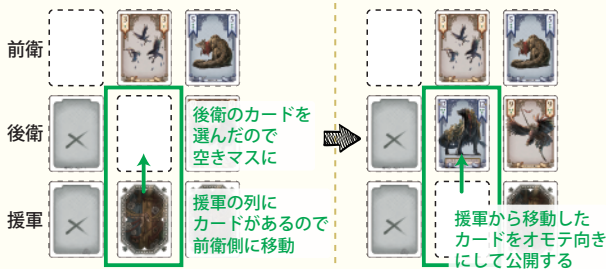 前衛
後衛
援軍
後衛のカードを
選んだので
空きマスに
援軍の列に
カードがあるので
前衛側に移動
援軍から移動した
カードをオモテ向き
にして公開する